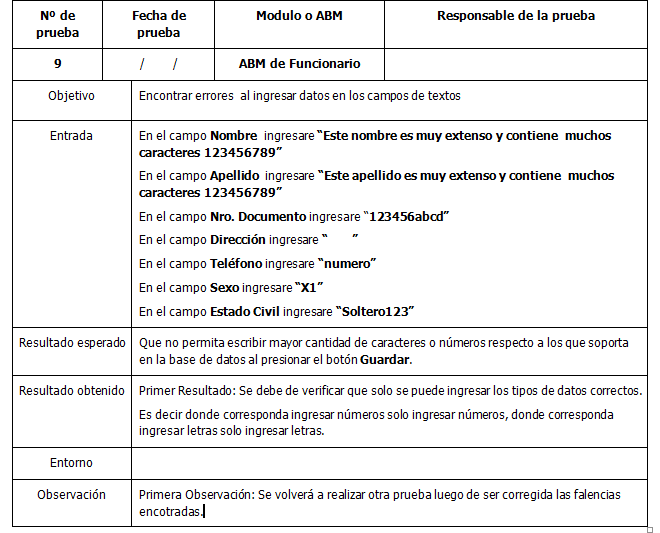 Nº de prueba Fecha de prueba Modulo o ABM Responsable de la prueba
9 / / ABM de Funcionario
Objetivo Encontrar errores al ingresar datos en los campos de textos
Entrada En el campo Nombre ingresare “Este nombre es muy extenso y contiene muchos
caracteres 123456789”
En el campo Apellido ingresare “Este apellido es muy extenso y contiene muchos
caracteres 123456789”
En el campo Nro. Documento ingresare “123456abcd”
En el campo Dirección ingresare “ ”
En el campo Teléfono ingresare “numero”
En el campo Sexo ingresare “X1”
En el campo Estado Civil ingresare “Soltero123”
Resultado esperado Que no permita escribir mayor cantidad de caracteres o números respecto a los que soporta
en la base de datos al presionar el botón Guardar.
Resultado obtenido Primer Resultado: Se debe de verificar que solo se puede ingresar los tipos de datos correctos.
Es decir donde corresponda ingresar números solo ingresar números, donde corresponda
ingresar letras solo ingresar letras.
Entorno
Observación Primera Observación: Se volverá a realizar otra prueba luego de ser corregida las falencias
encotradas.